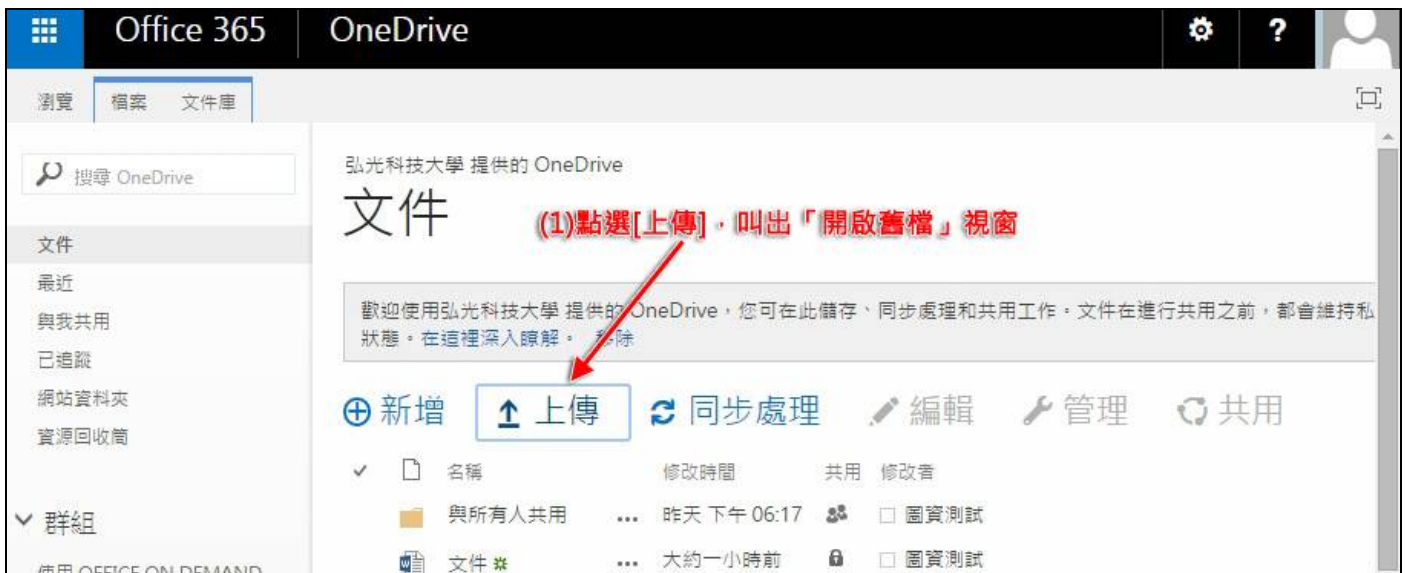 Office 365 OneDrive ?
瀏覽 檔案 文件庫
搜尋 OneDrive
文件
最近
與我共用
已追蹤
網站資料夾
資源回收筒
群組
使用 OFFICE ON DEMAND
弘光科技大學 提供的 OneDrive
文件
(1)點選[上傳]，叫出「開啟舊檔」視窗
歡迎使用弘光科技大學 提供的 OneDrive，您可在此儲存、同步處理和共用工作。文件在進行共用之前，都會維持私
狀態。在這裡深入瞭解。 移除
新增 上傳 同步處理 編輯 管理 共用
名稱 修改時間 共用 修改者
與所有人共用 ... 昨天 下午 06:17 圖資測試
文件 ... 大約一小時前 圖資測試